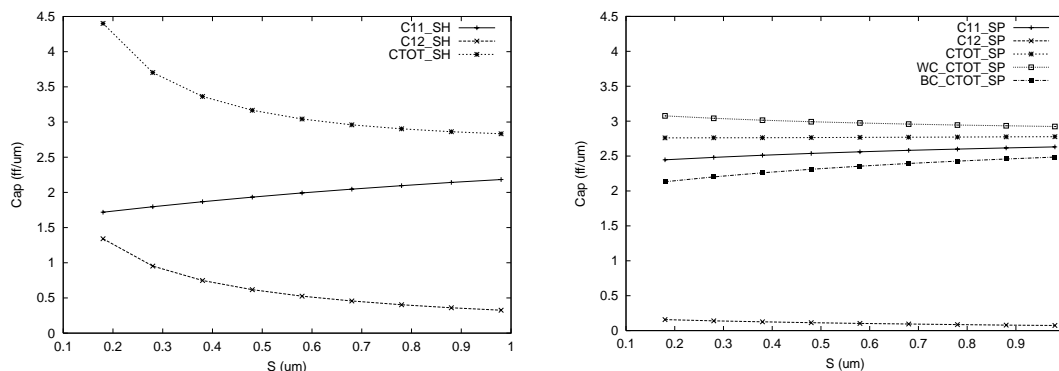 4.5
4
3.5
3
2.5
2
1.5
1
0.5
0
Cap (ff/um)
C11_SH
C12_SH
CTOT_SH
0.1 0.2 0.3 0.4 0.5 0.6 0.7 0.8 0.9 1
S (um)
4.5
4
3.5
3
2.5
2
1.5
1
0.5
0
Cap (ff/um)
C11_SP
C12_SP
CTOT_SP
WC_CTOT_SP
BC_CTOT_SP
0.1 0.2 0.3 0.4 0.5 0.6 0.7 0.8 0.9
S (um)